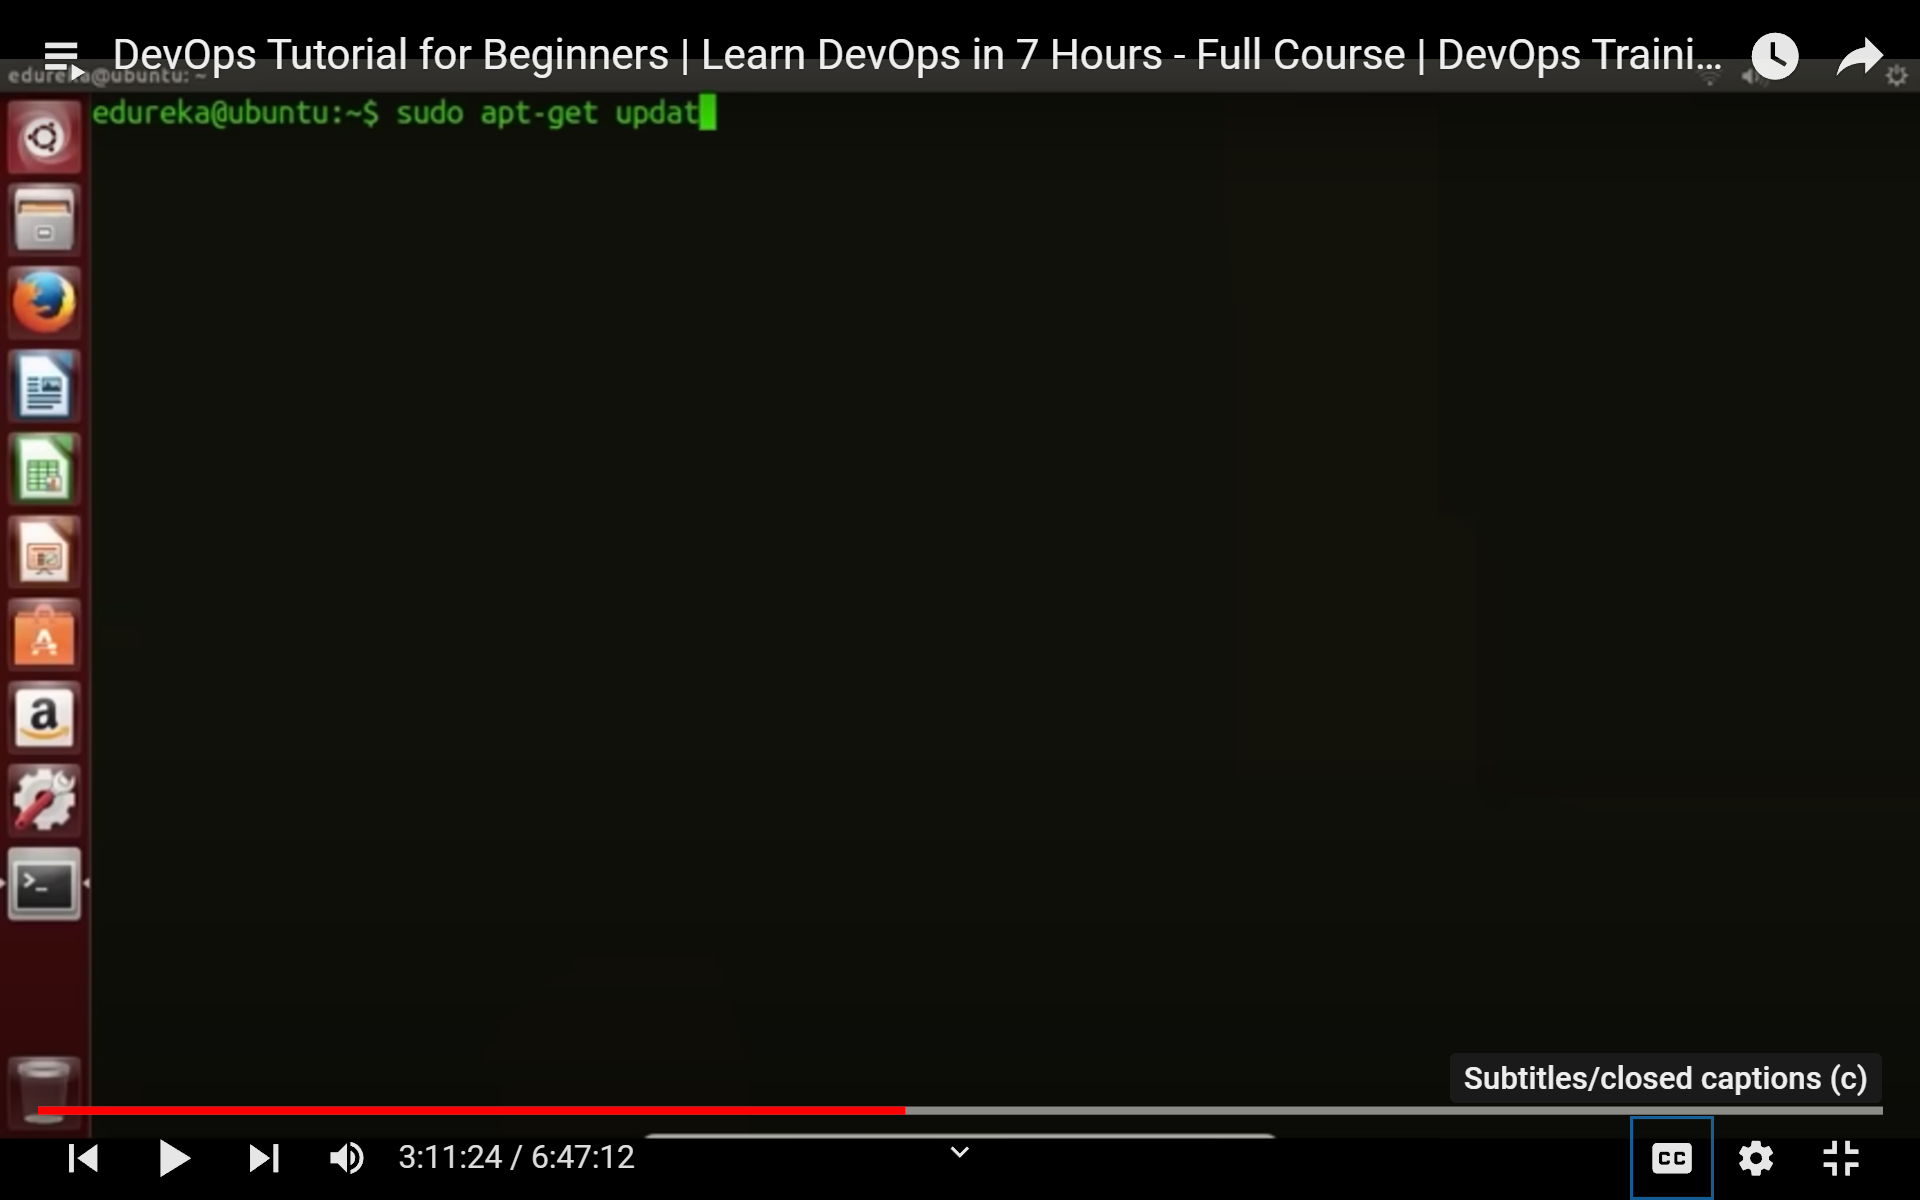 DevOps Tutorial for Beginners | Learn DevOps in 7 Hours - Full Course | DevOps Traini...
edureka@ubuntu: ~
edureka@ubuntu:~$ sudo apt-get updat
Subtitles/closed captions (c)
3:11:24 / 6:47:12
CC